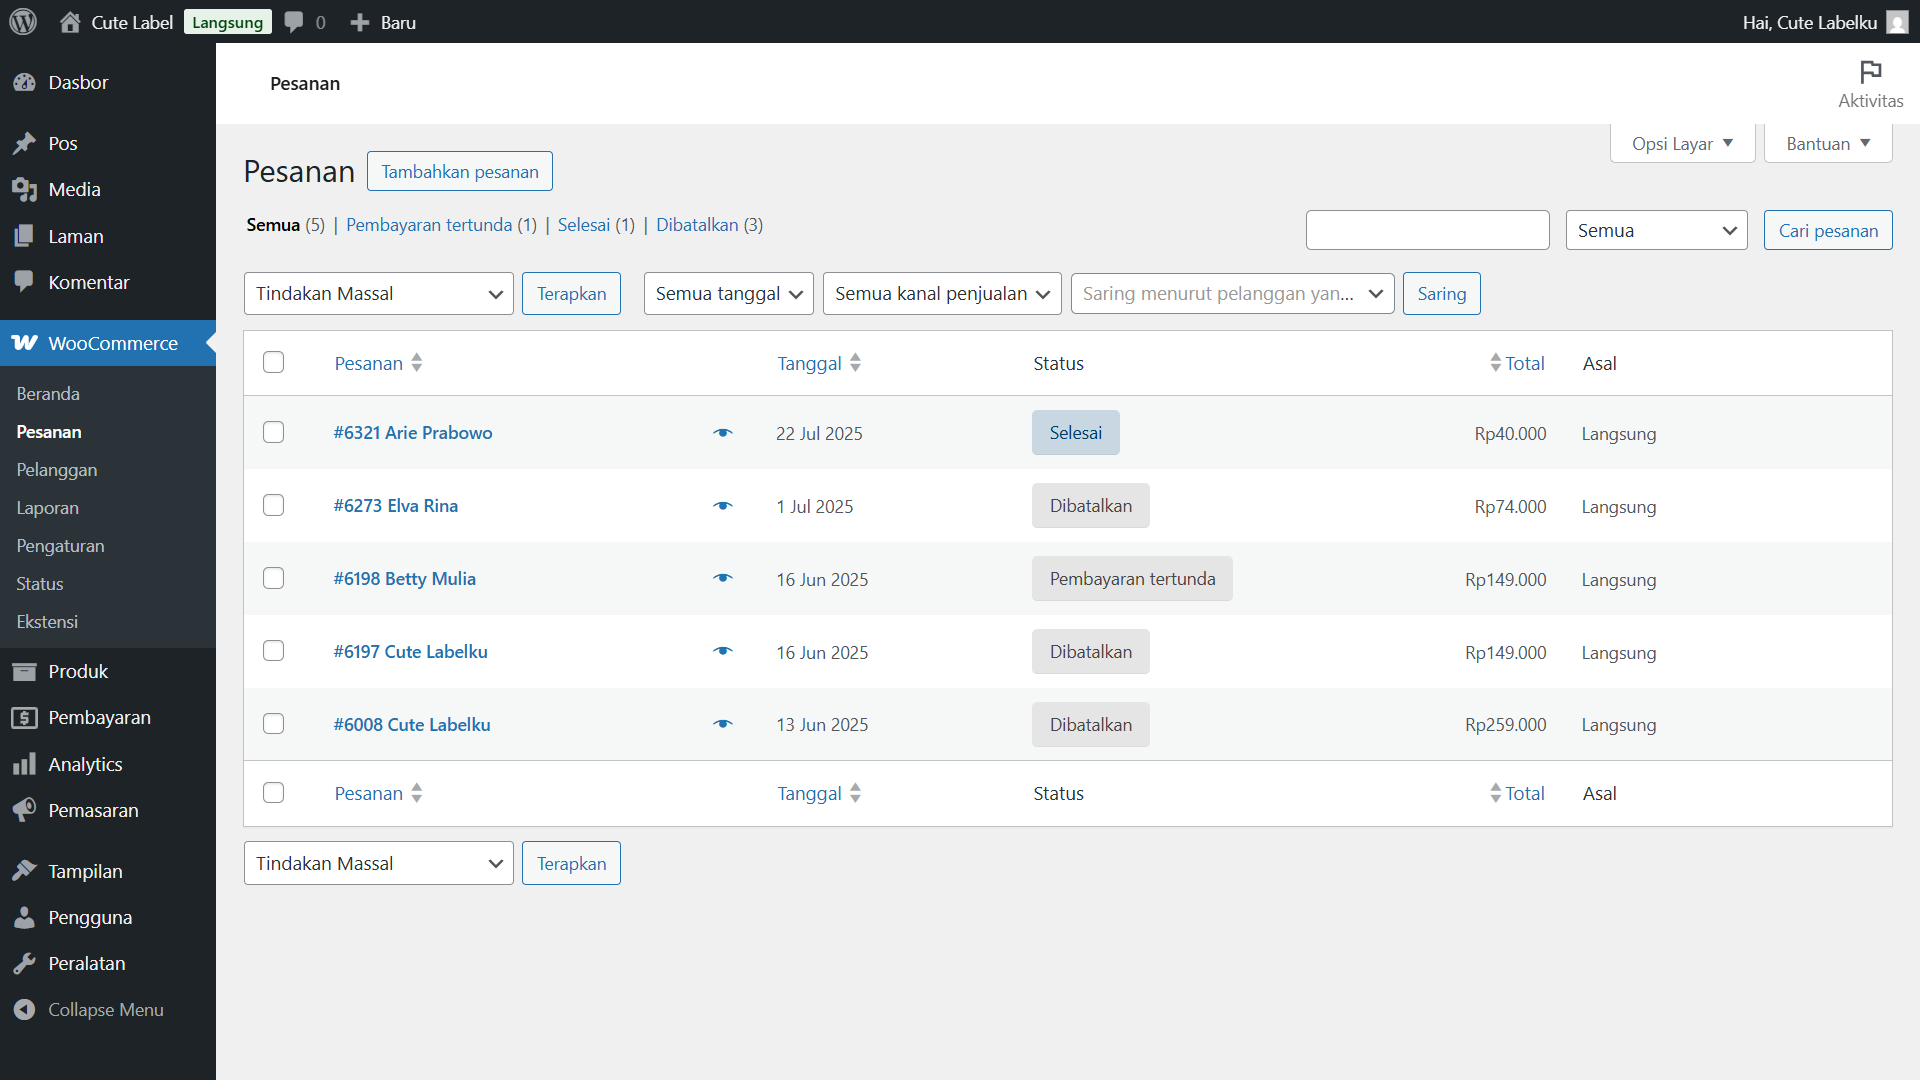 Cute Label Langsung 0 Baru Hai, Cute Labelku
Dasbor
Pos
Media
Laman
Komentar
WooCommerce
Beranda
Pesanan
Pelanggan
Laporan
Pengaturan
Status
Ekstensi
Produk
Pembayaran
Analytics
Pemasaran
Tampilan
Pengguna
Peralatan
Collapse Menu
Pesanan
Aktivitas
Opsi Layar Bantuan
Pesanan Tambahkan pesanan
Semua (5) | Pembayaran tertunda (1) | Selesai (1) | Dibatalkan (3)
Semua Cari pesanan
Tindakan Massal Terapkan Semua tanggal Semua kanal penjualan Saring menurut pelanggan yan... Saring
Pesanan Tanggal Status Total Asal
#6321 Arie Prabowo 22 Jul 2025 Selesai Rp40.000 Langsung
#6273 Elva Rina 1 Jul 2025 Dibatalkan Rp74.000 Langsung
#6198 Betty Mulia 16 Jun 2025 Pembayaran tertunda Rp149.000 Langsung
#6197 Cute Labelku 16 Jun 2025 Dibatalkan Rp149.000 Langsung
#6008 Cute Labelku 13 Jun 2025 Dibatalkan Rp259.000 Langsung
Pesanan Tanggal Status Total Asal
Tindakan Massal Terapkan